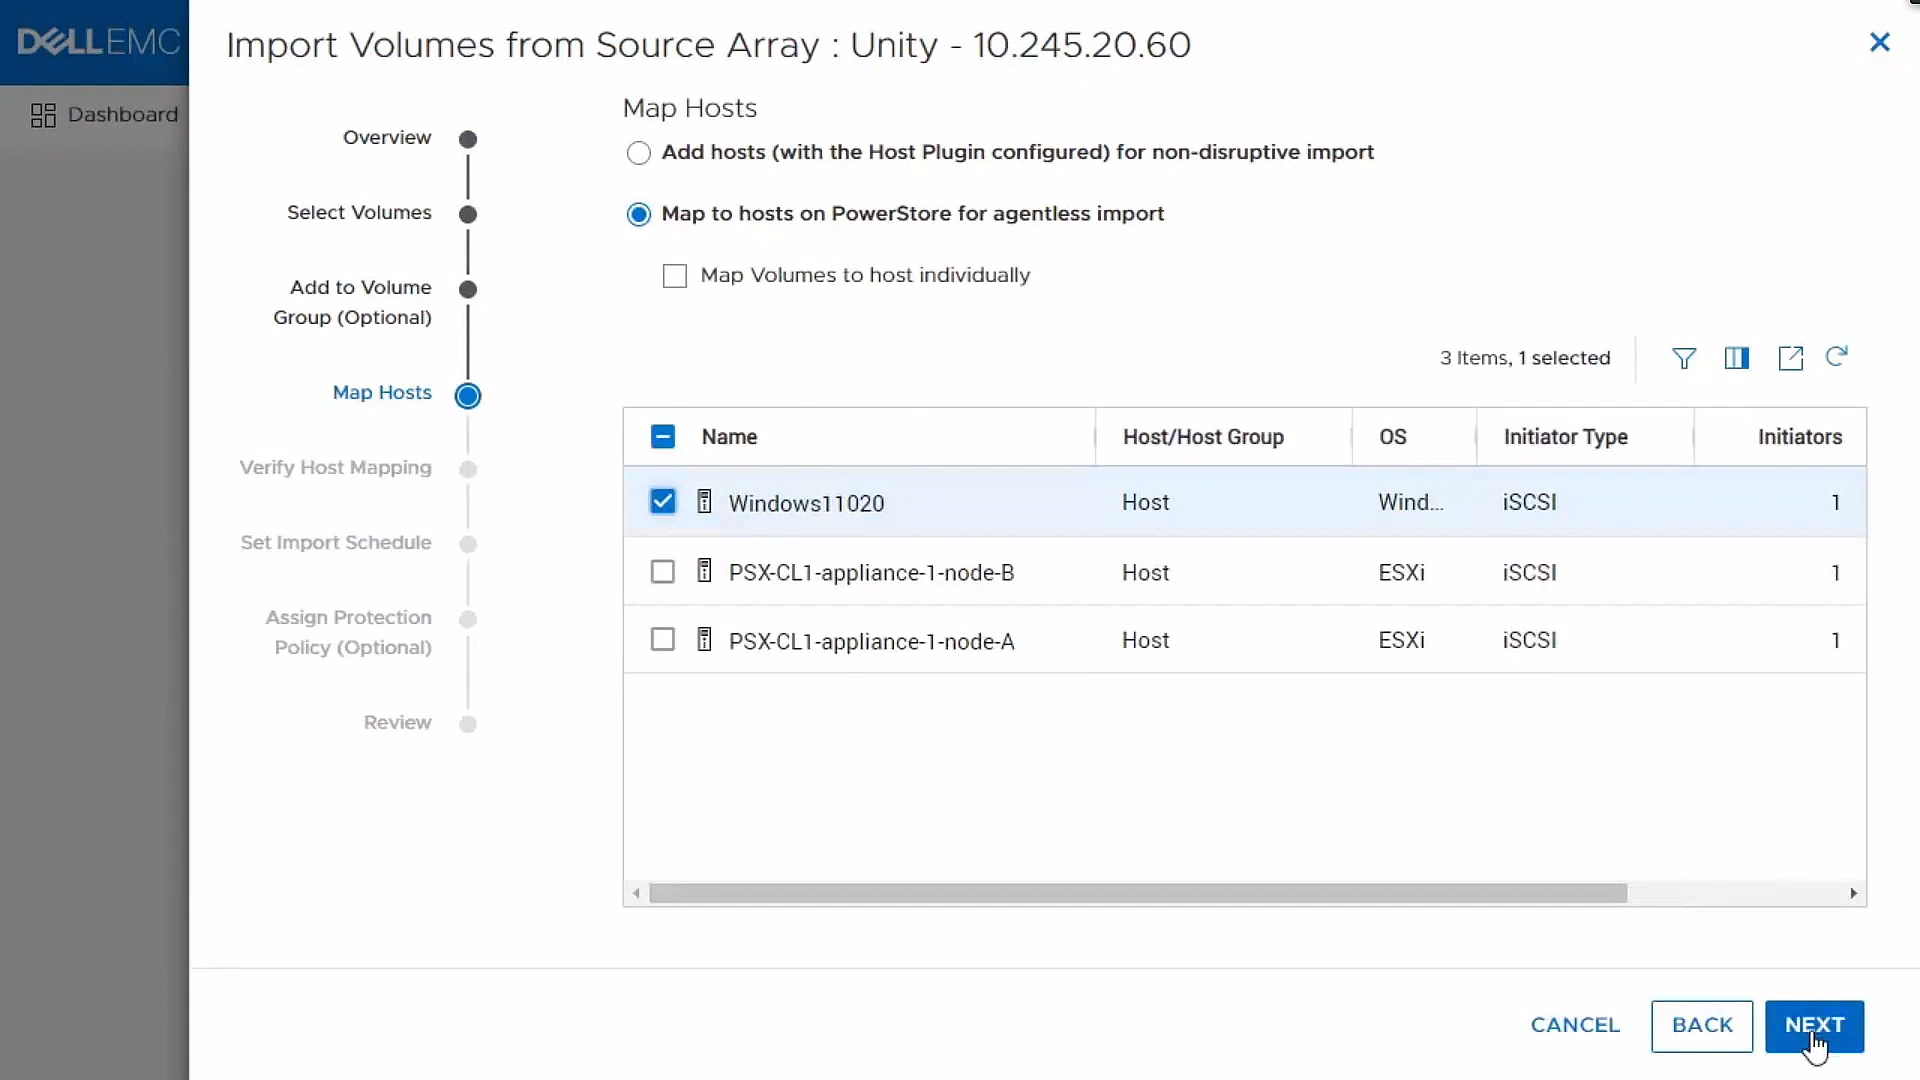 DELLEMC
Import Volumes from Source Array : Unity - 10.245.20.60
Dashboard
Overview
Select Volumes
Add to Volume
Group (Optional)
Map Hosts
Verify Host Mapping
Set Import Schedule
Assign Protection
Policy (Optional)
Review
Map Hosts
Add hosts (with the Host Plugin configured) for non-disruptive import
Map to hosts on PowerStore for agentless import
Map Volumes to host individually
3 Items, 1 selected
Name Host/Host Group OS Initiator Type Initiators
Windows11020 Host Wind... iSCSI 1
PSX-CL1-appliance-1-node-B Host ESXi iSCSI 1
PSX-CL1-appliance-1-node-A Host ESXi iSCSI 1
CANCEL BACK NEXT